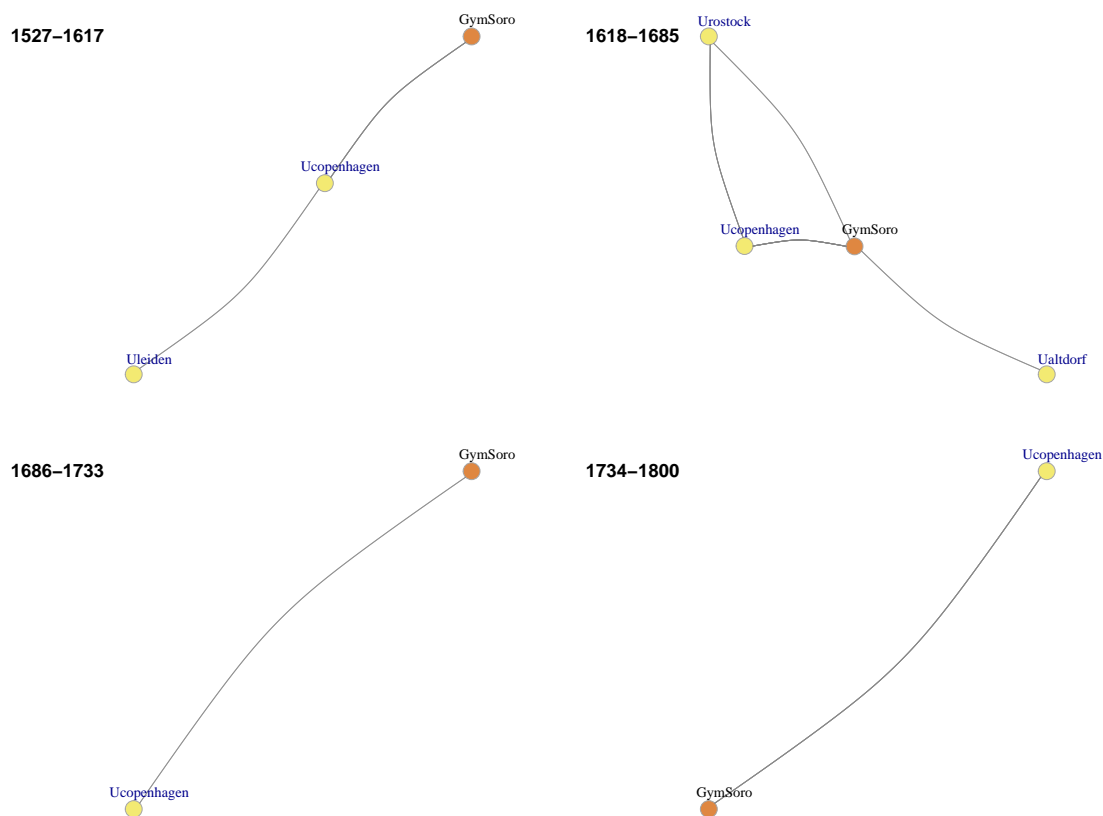 1527–1617
GymSoro
Ucopenhagen
Uleiden
1618–1685
Urostock
Ucopenhagen
GymSoro
Ualtdorf
1686–1733
GymSoro
Ucopenhagen
1734–1800
Ucopenhagen
GymSoro